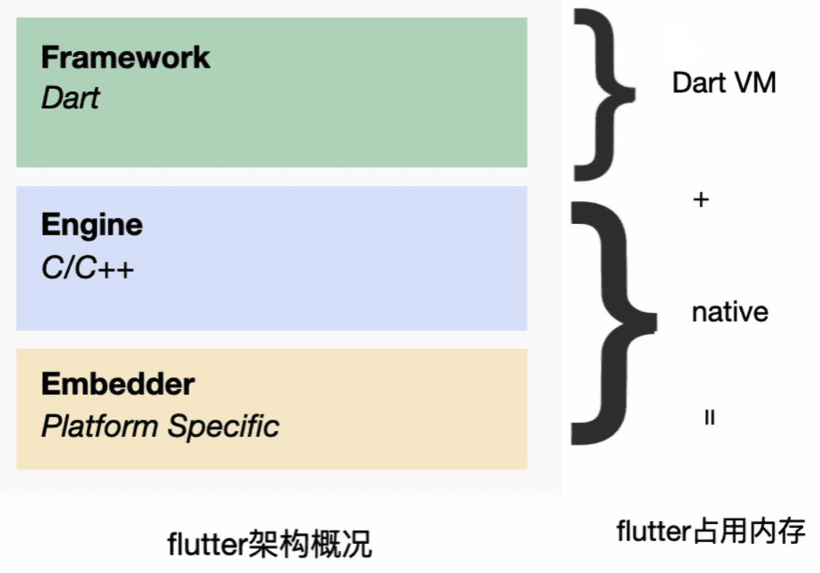 Framework
Dart
Engine
C/C++
Embedder
Platform Specific
flutter架构概况
Dart VM
+
native
=
flutter占用内存